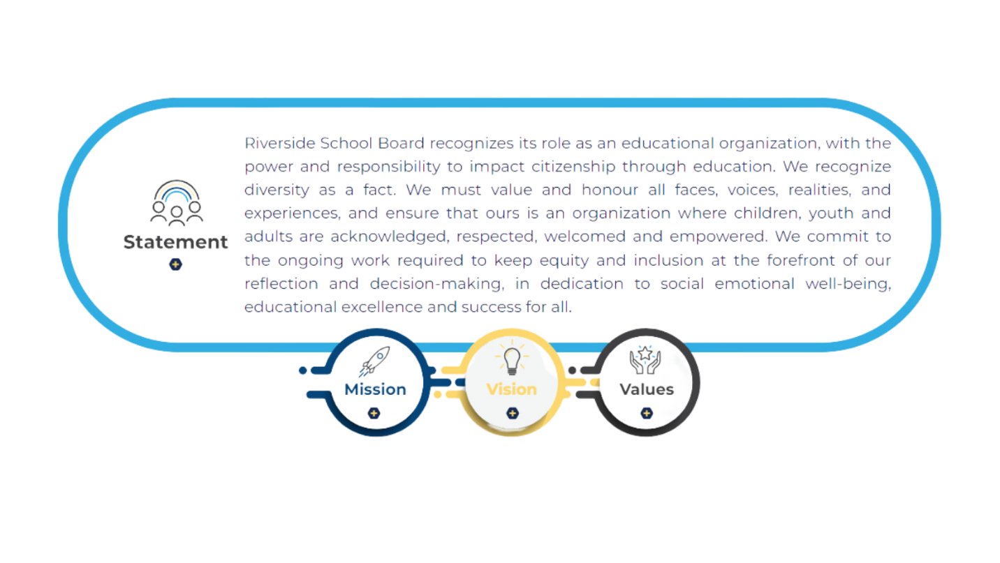 Riverside School Board recognizes its role as an educational organization, with the
power and responsibility to impact citizenship through education. We recognize
diversity as a fact. We must value and honour all faces, voices, realities, and
experiences, and ensure that ours is an organization where children, youth and
adults are acknowledged, respected, welcomed and empowered. We commit to
the ongoing work required to keep equity and inclusion at the forefront of our
reflection and decision-making, in dedication to social emotional well-being,
educational excellence and success for all.
Statement
Mission
Vision
Values